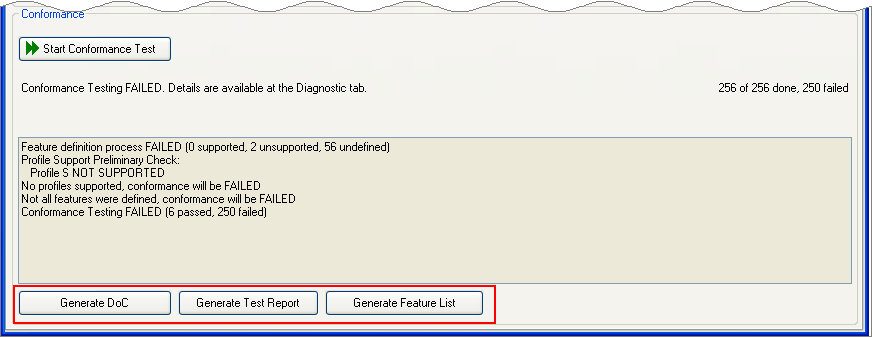 Conformance
Start Conformance Test
Conformance Testing FAILED. Details are available at the Diagnostic tab.
256 of 256 done, 250 failed
Feature definition process FAILED (0 supported, 2 unsupported, 56 undefined)
Profile Support Preliminary Check:
Profile S NOT SUPPORTED
No profiles supported, conformance will be FAILED
Not all features were defined, conformance will be FAILED
Conformance Testing FAILED (6 passed, 250 failed)
Generate DoC
Generate Test Report
Generate Feature List